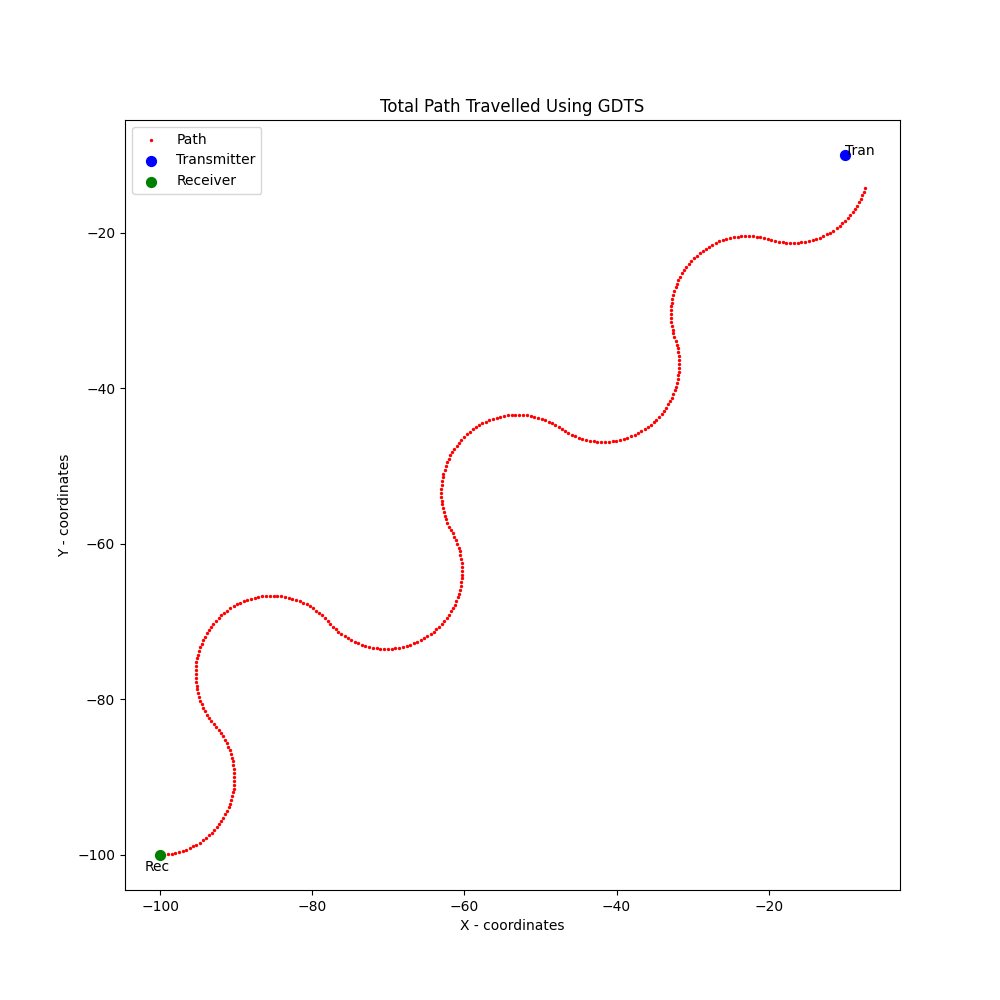 Total Path Travelled Using GDTS
Path
Transmitter
Receiver
Tran
Rec
−20
−40
−60
−80
−100
−100
−80
−60
−40
−20
X - coordinates
Y - coordinates